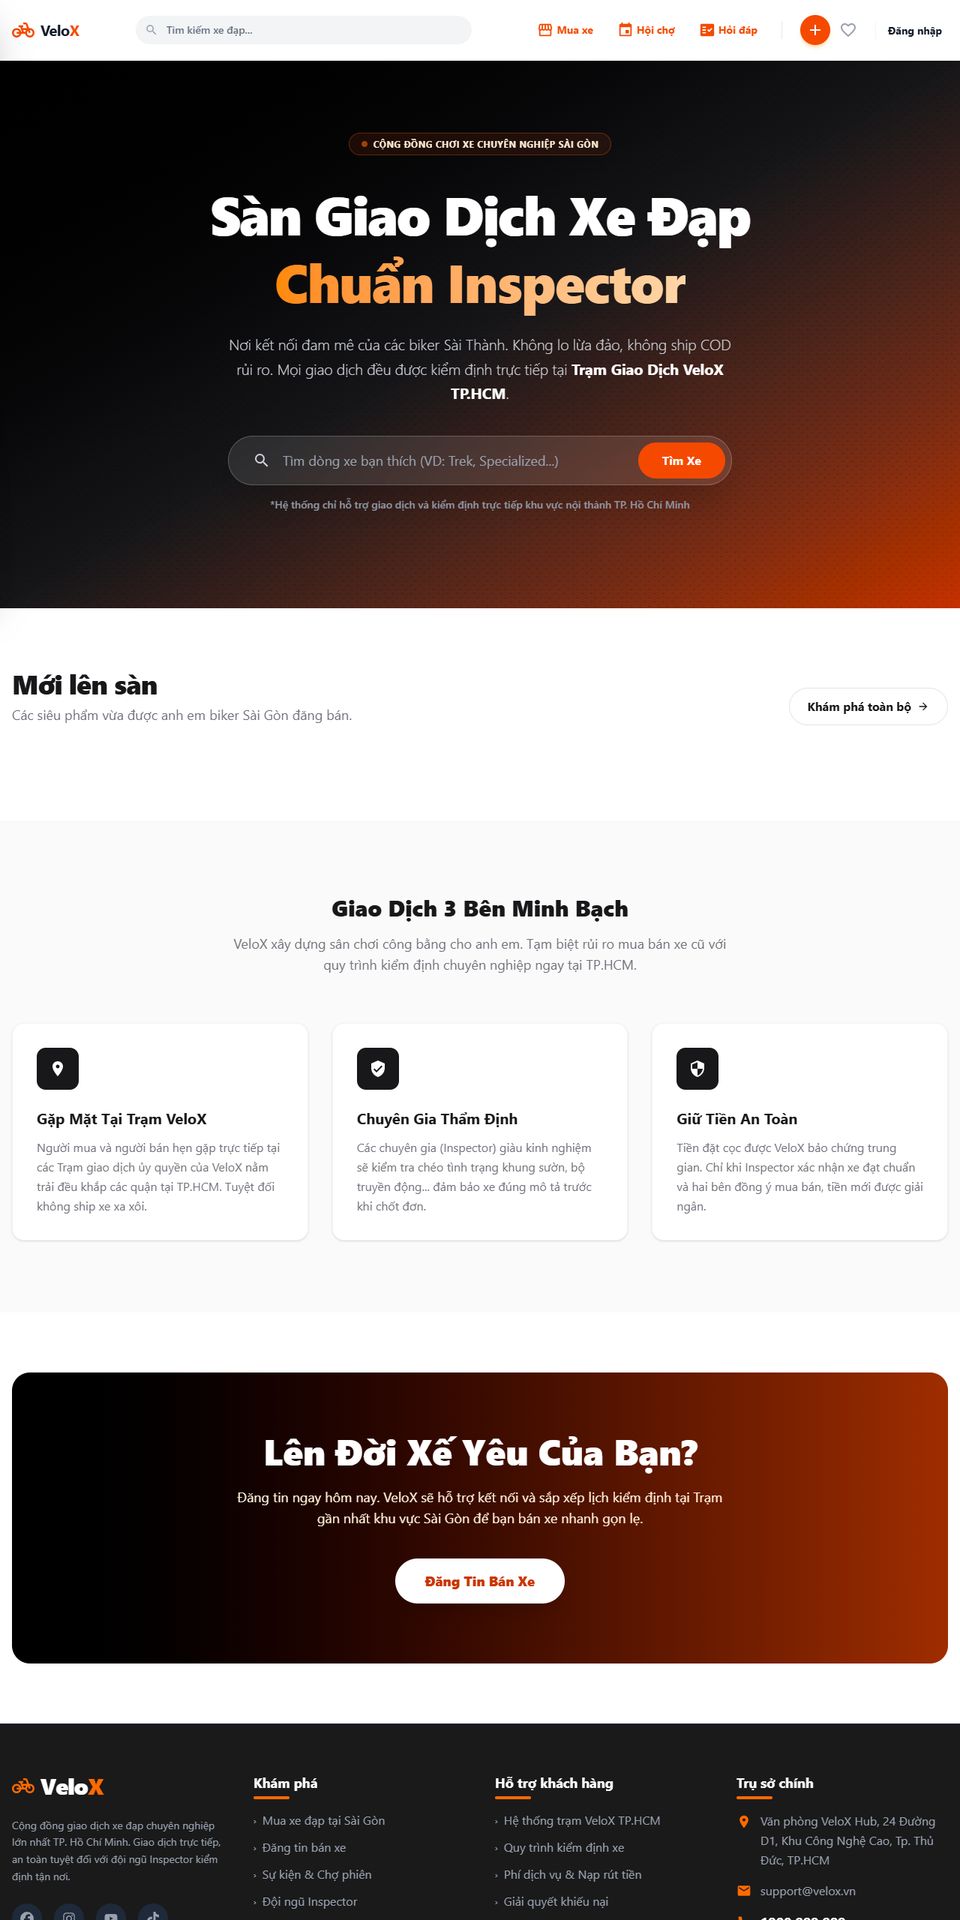 VeloX
Tìm kiếm xe đạp...
Mua xe
Hội chợ
Hỏi đáp
Đăng nhập
CỘNG ĐỒNG CHƠI XE CHUYÊN NGHIỆP SÀI GÒN
Sàn Giao Dịch Xe Đạp
Chuẩn Inspector
Nơi kết nối đam mê của các biker Sài Thành. Không lo lừa đảo, không ship COD
rủi ro. Mọi giao dịch đều được kiểm định trực tiếp tại Trạm Giao Dịch VeloX
TP.HCM.
Tìm dòng xe bạn thích (VD: Trek, Specialized...)
Tìm Xe
*Hệ thống chỉ hỗ trợ giao dịch và kiểm định trực tiếp khu vực nội thành TP. Hồ Chí Minh
Mới lên sàn
Các siêu phẩm vừa được anh em biker Sài Gòn đăng bán.
Khám phá toàn bộ →
Giao Dịch 3 Bên Minh Bạch
VeloX xây dựng sân chơi công bằng cho anh em. Tạm biệt rủi ro mua bán xe cũ với
quy trình kiểm định chuyên nghiệp ngay tại TP.HCM.
Gặp Mặt Tại Trạm VeloX
Người mua và người bán hẹn gặp trực tiếp tại
các Trạm giao dịch ủy quyền của VeloX nằm
trải đều khắp các quận tại TP.HCM. Tuyệt đối
không ship xe xa xôi.
Chuyên Gia Thẩm Định
Các chuyên gia (Inspector) giàu kinh nghiệm
sẽ kiểm tra chéo tình trạng khung sườn, bộ
truyền động... đảm bảo xe đúng mô tả trước
khi chốt đơn.
Giữ Tiền An Toàn
Tiền đặt cọc được VeloX bảo chứng trung
gian. Chỉ khi Inspector xác nhận xe đạt chuẩn
và hai bên đồng ý mua bán, tiền mới được giải
ngân.
Lên Đời Xế Yêu Của Bạn?
Đăng tin ngay hôm nay. VeloX sẽ hỗ trợ kết nối và sắp xếp lịch kiểm định tại Trạm
gần nhất khu vực Sài Gòn để bạn bán xe nhanh gọn lẹ.
Đăng Tin Bán Xe
VeloX
Cộng đồng giao dịch xe đạp chuyên nghiệp
lớn nhất TP. Hồ Chí Minh. Giao dịch trực tiếp,
an toàn tuyệt đối với đội ngũ Inspector kiểm
định tận nơi.
Khám phá
› Mua xe đạp tại Sài Gòn
› Đăng tin bán xe
› Sự kiện & Chợ phiên
› Đội ngũ Inspector
Hỗ trợ khách hàng
› Hệ thống trạm VeloX TP.HCM
› Quy trình kiểm định xe
› Phí dịch vụ & Nạp rút tiền
› Giải quyết khiếu nại
Trụ sở chính
Văn phòng VeloX Hub, 24 Đường
D1, Khu Công Nghệ Cao, Tp. Thủ
Đức, TP.HCM
support@velox.vn